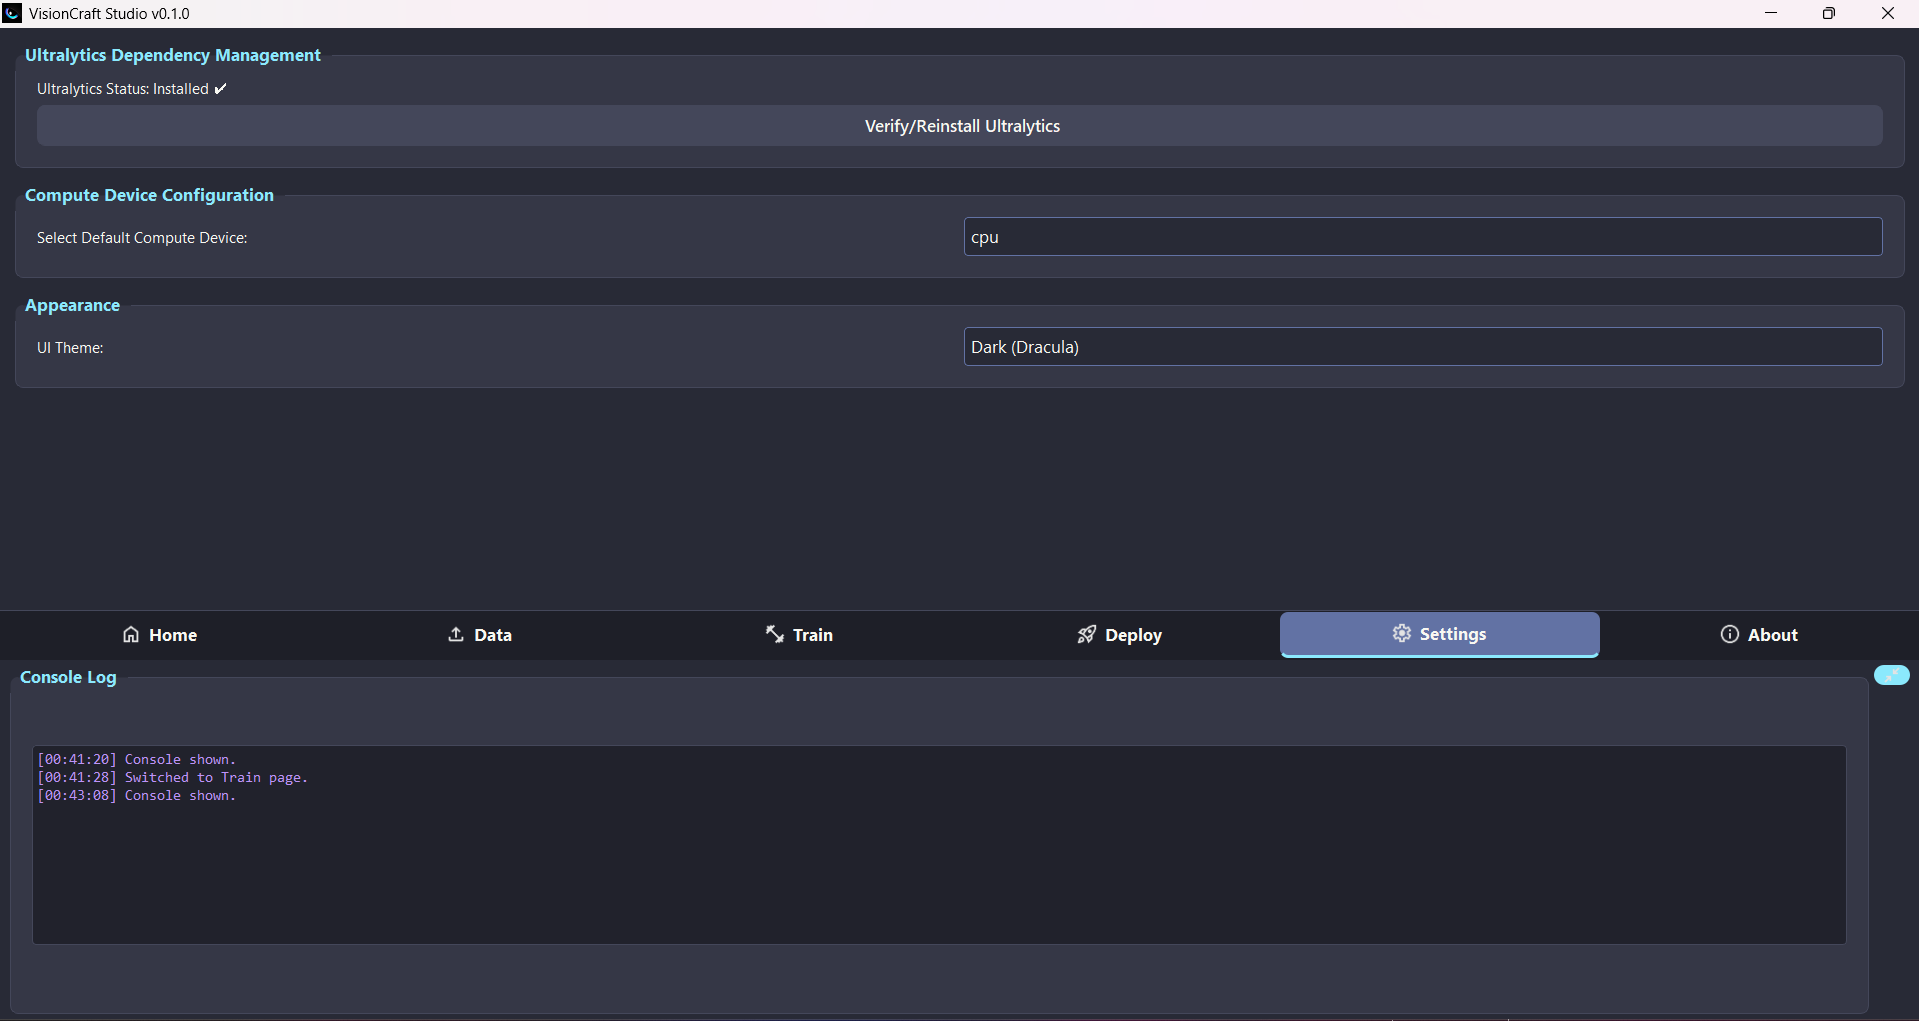 VisionCraft Studio v0.1.0
Ultralytics Dependency Management
Ultralytics Status: Installed ✔
Verify/Reinstall Ultralytics
Compute Device Configuration
Select Default Compute Device:
cpu
Appearance
UI Theme:
Dark (Dracula)
Home
Data
Train
Deploy
Settings
About
Console Log
[00:41:20] Console shown.
[00:41:28] Switched to Train page.
[00:43:08] Console shown.